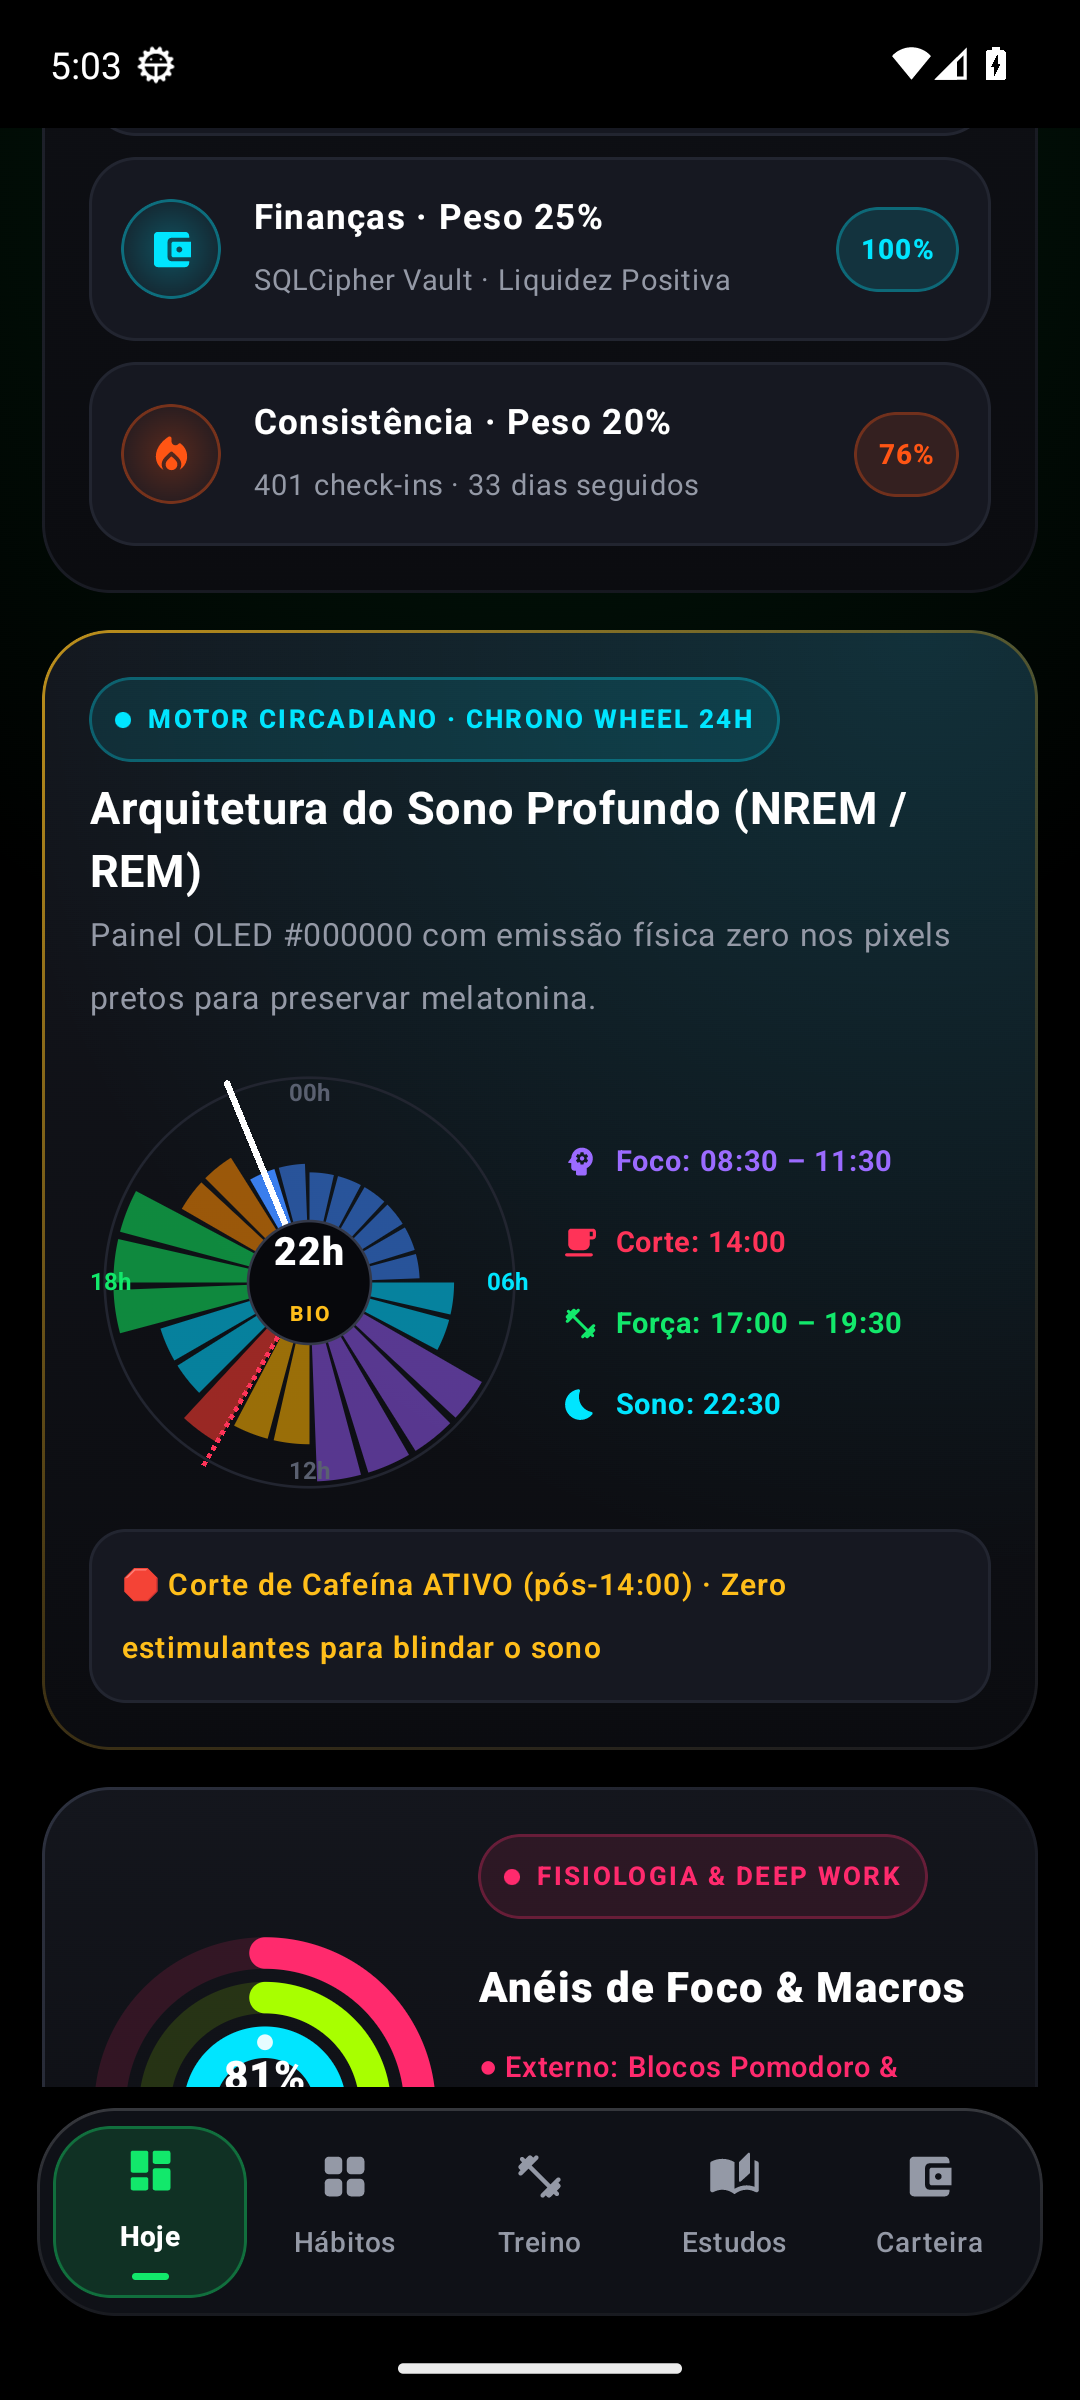 5:03
Finanças · Peso 25%
SQLCipher Vault · Liquidez Positiva
100%
Consistência · Peso 20%
401 check-ins · 33 dias seguidos
76%
MOTOR CIRCADIANO · CHRONO WHEEL 24H
Arquitetura do Sono Profundo (NREM /
REM)
Painel OLED #000000 com emissão física zero nos pixels
pretos para preservar melatonina.
00h
06h
12h
18h
22h
BIO
Foco: 08:30 – 11:30
Corte: 14:00
Força: 17:00 – 19:30
Sono: 22:30
Corte de Cafeína ATIVO (pós-14:00) · Zero
estimulantes para blindar o sono
FISIOLOGIA & DEEP WORK
Anéis de Foco & Macros
Externo: Blocos Pomodoro &
81%
Hoje
Hábitos
Treino
Estudos
Carteira